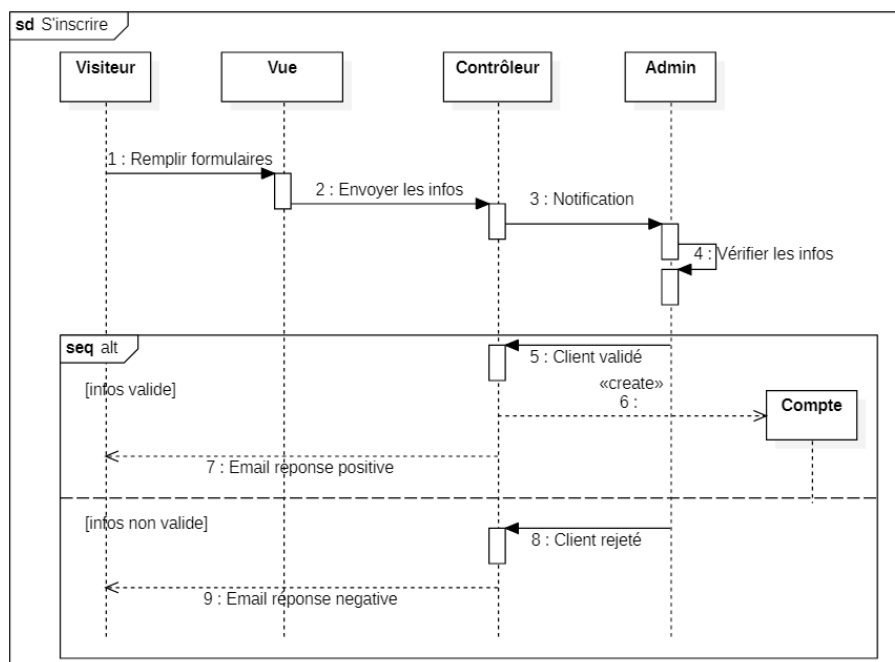 sd S'inscrire
Visiteur
Vue
Contrôleur
Admin
1 : Remplir formulaires
2 : Envoyer les infos
3 : Notification
4 : Vérifier les infos
seq alt
5 : Client validé
[infos valide]
«create»
6 :
Compte
7 : Email réponse positive
[infos non valide]
8 : Client rejeté
9 : Email réponse negative